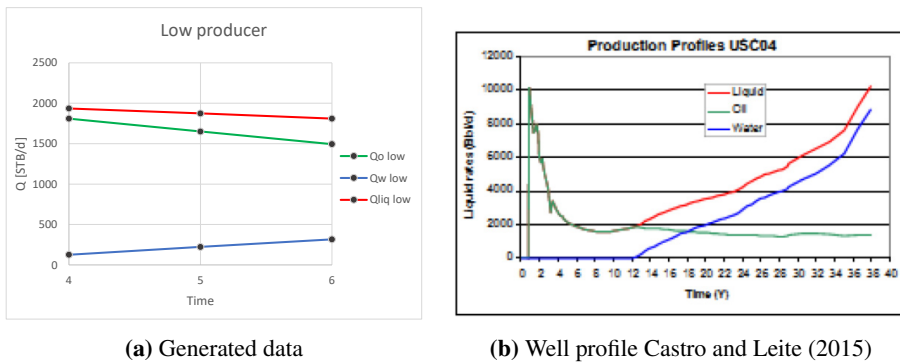 Low producer
2500
2000
1500
1000
500
0
Q [STB/d]
4
5
6
Time
Qo low
Qw low
Qliq low
Production Profiles USC04
12000
10000
8000
6000
4000
2000
0
Liquid rates (Bbl/d)
Liquid
Oil
Water
0 2 4 6 8 10 12 14 16 18 20 22 24 26 28 30 32 34 36 38 40
Time (Y)
(a) Generated data
(b) Well profile Castro and Leite (2015)